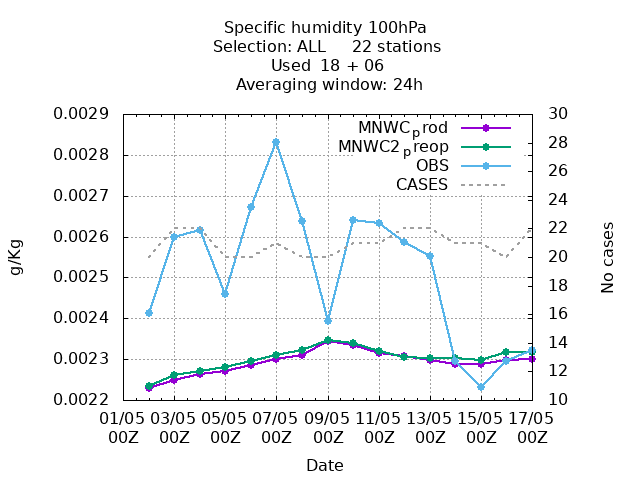 Specific humidity 100hPa
Selection: ALL 22 stations
Used 18 + 06
Averaging window: 24h
g/Kg
0.0029
0.0028
0.0027
0.0026
0.0025
0.0024
0.0023
0.0022
MNWCprod
MNWC2preop
OBS
CASES
30
28
26
24
22
20
18
16
14
12
10
No cases
01/05 03/05 05/05 07/05 09/05 11/05 13/05 15/05 17/05
00Z 00Z 00Z 00Z 00Z 00Z 00Z 00Z 00Z
Date